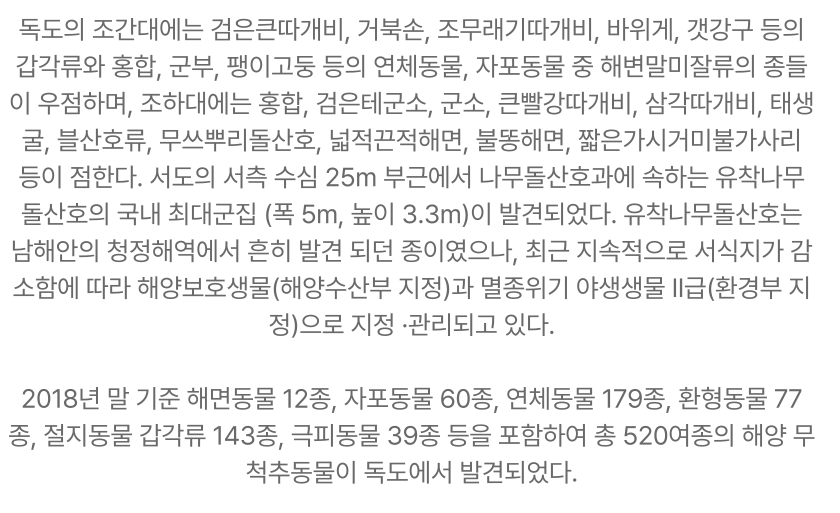 독도의 조간대에는 검은큰따개비, 거북손, 조무래기따개비, 바위게, 갯강구 등의
갑각류와 홍합, 군부, 팽이고둥 등의 연체동물, 자포동물 중 해변말미잘류의 종들
이 우점하며, 조하대에는 홍합, 검은테군소, 군소, 큰빨강따개비, 삼각따개비, 태생
굴, 블산호류, 무쓰뿌리돌산호, 넓적끈적해면, 불똥해면, 짧은가시거미불가사리
등이 점한다. 서도의 서측 수심 25m 부근에서 나무돌산호과에 속하는 유착나무
돌산호의 국내 최대군집 (폭 5m, 높이 3.3m)이 발견되었다. 유착나무돌산호는
남해안의 청정해역에서 흔히 발견 되던 종이였으나, 최근 지속적으로 서식지가 감
소함에 따라 해양보호생물(해양수산부 지정)과 멸종위기 야생생물 II급(환경부 지
정)으로 지정 ·관리되고 있다.
2018년 말 기준 해면동물 12종, 자포동물 60종, 연체동물 179종, 환형동물 77
종, 절지동물 갑각류 143종, 극피동물 39종 등을 포함하여 총 520여종의 해양 무
척추동물이 독도에서 발견되었다.